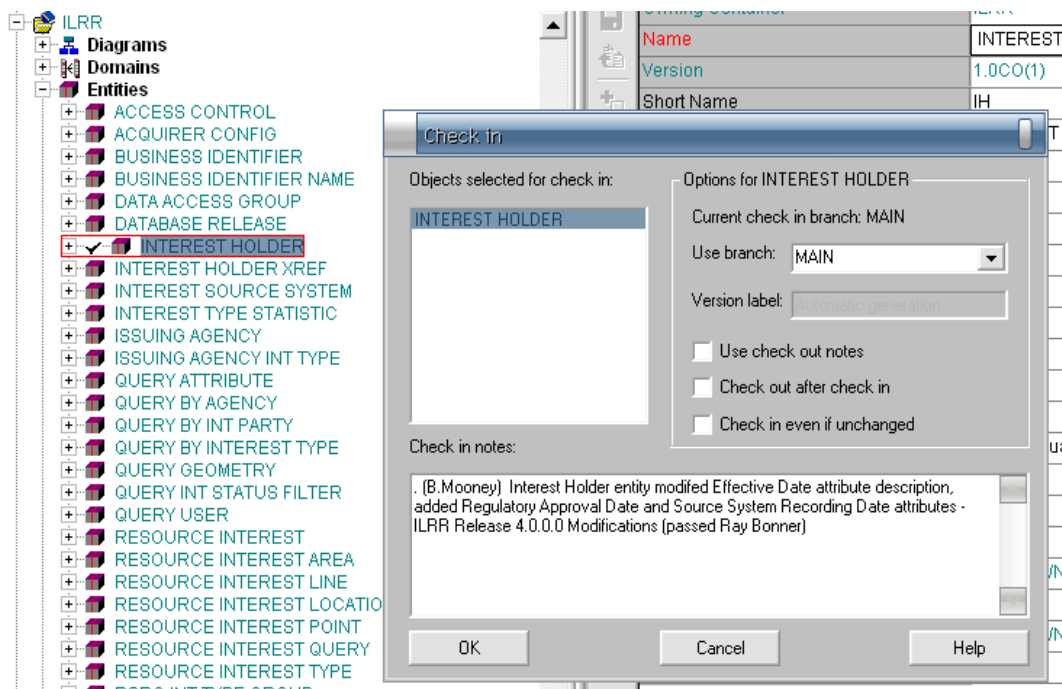 ILRR
Diagrams
Domains
Entities
ACCESS CONTROL
ACQUIRER CONFIG
BUSINESS IDENTIFIER
BUSINESS IDENTIFIER NAME
DATA ACCESS GROUP
DATABASE RELEASE
INTEREST HOLDER
INTEREST HOLDER XREF
INTEREST SOURCE SYSTEM
INTEREST TYPE STATISTIC
ISSUING AGENCY
ISSUING AGENCY INT TYPE
QUERY ATTRIBUTE
QUERY BY AGENCY
QUERY BY INT PARTY
QUERY BY INTEREST TYPE
QUERY GEOMETRY
QUERY INT STATUS FILTER
QUERY USER
RESOURCE INTEREST
RESOURCE INTEREST AREA
RESOURCE INTEREST LINE
RESOURCE INTEREST LOCATIO
RESOURCE INTEREST POINT
RESOURCE INTEREST QUERY
RESOURCE INTEREST TYPE
Name INTEREST
Version 1.0CO(1)
Short Name IH
Check in
Objects selected for check in:
INTEREST HOLDER
Options for INTEREST HOLDER
Current check in branch: MAIN
Use branch: MAIN
Version label: Automatic generation
Use check out notes
Check out after check in
Check in even if unchanged
Check in notes:
. (B.Mooney) Interest Holder entity modifed Effective Date attribute description,
added Regulatory Approval Date and Source System Recording Date attributes -
ILRR Release 4.0.0.0 Modifications (passed Ray Bonner)
OK
Cancel
Help